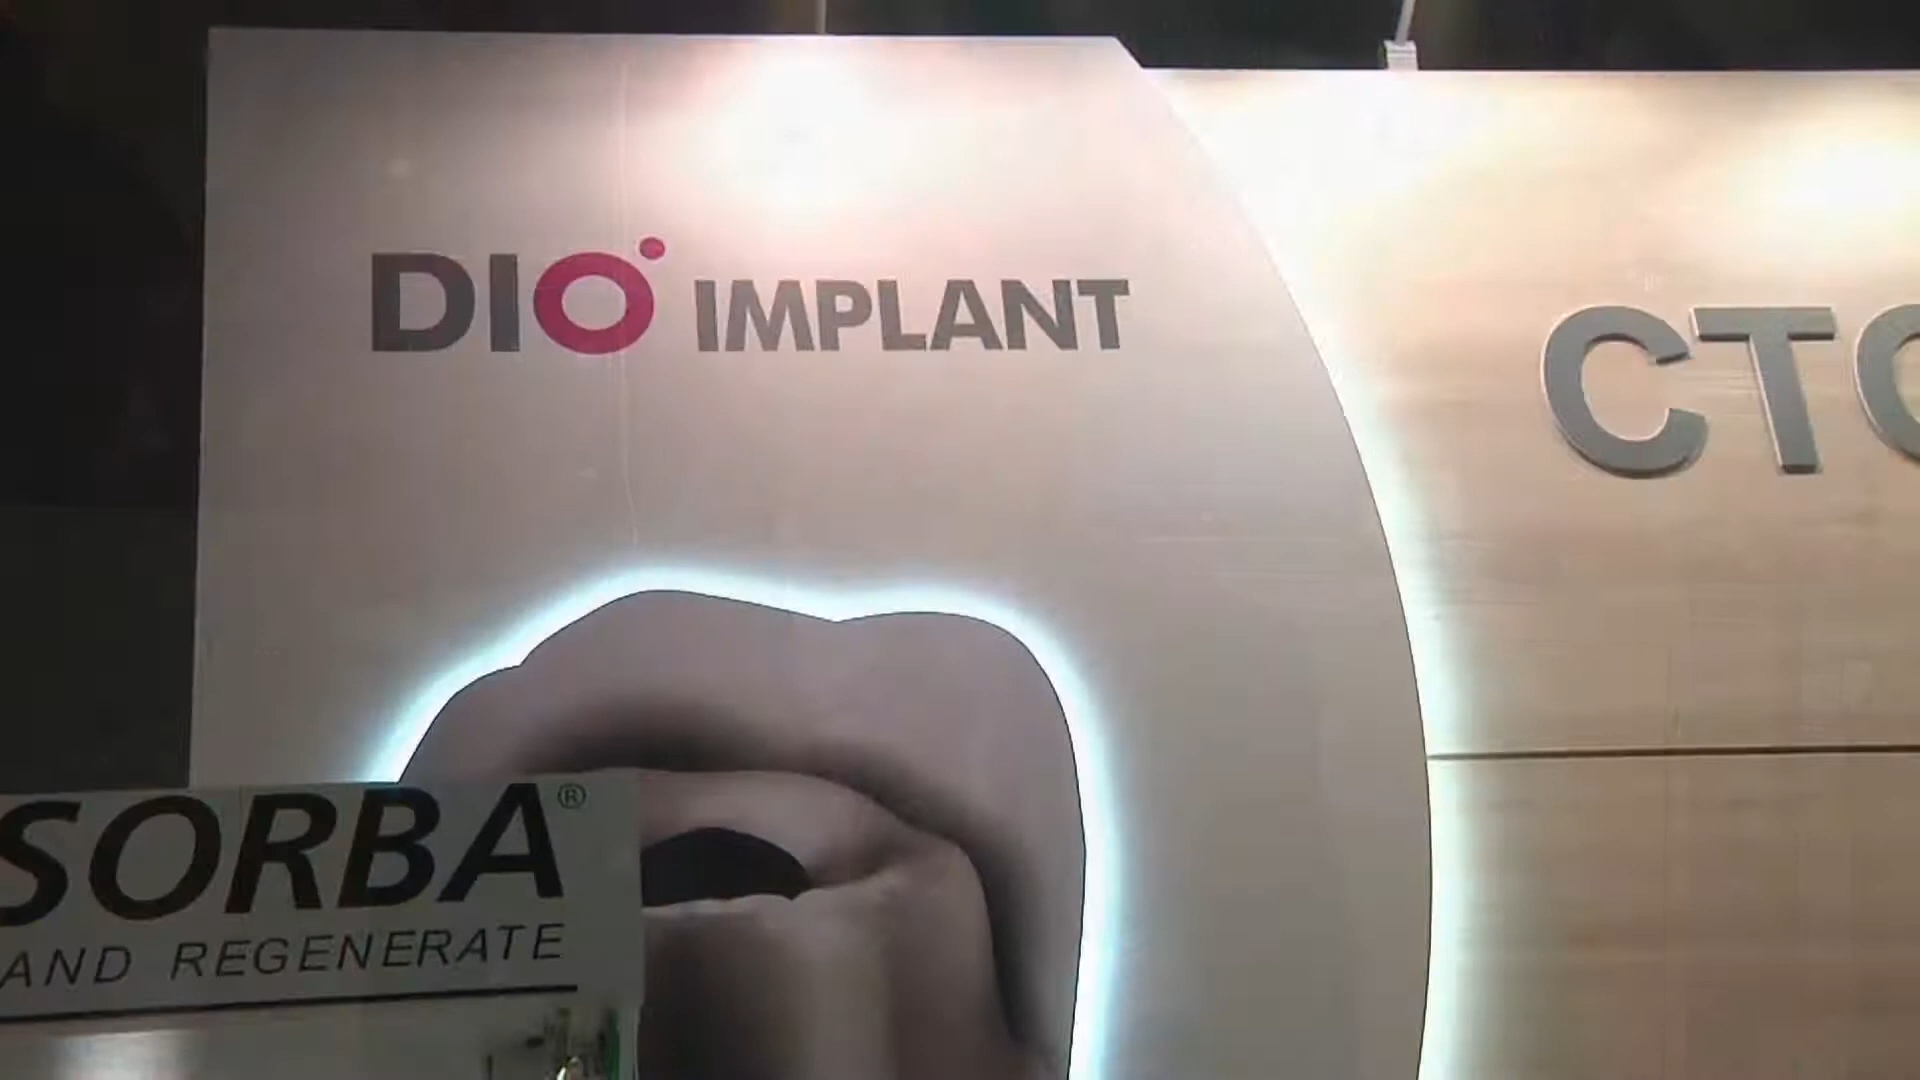 DIO IMPLANT
CTO
SORBA®
AND REGENERATE